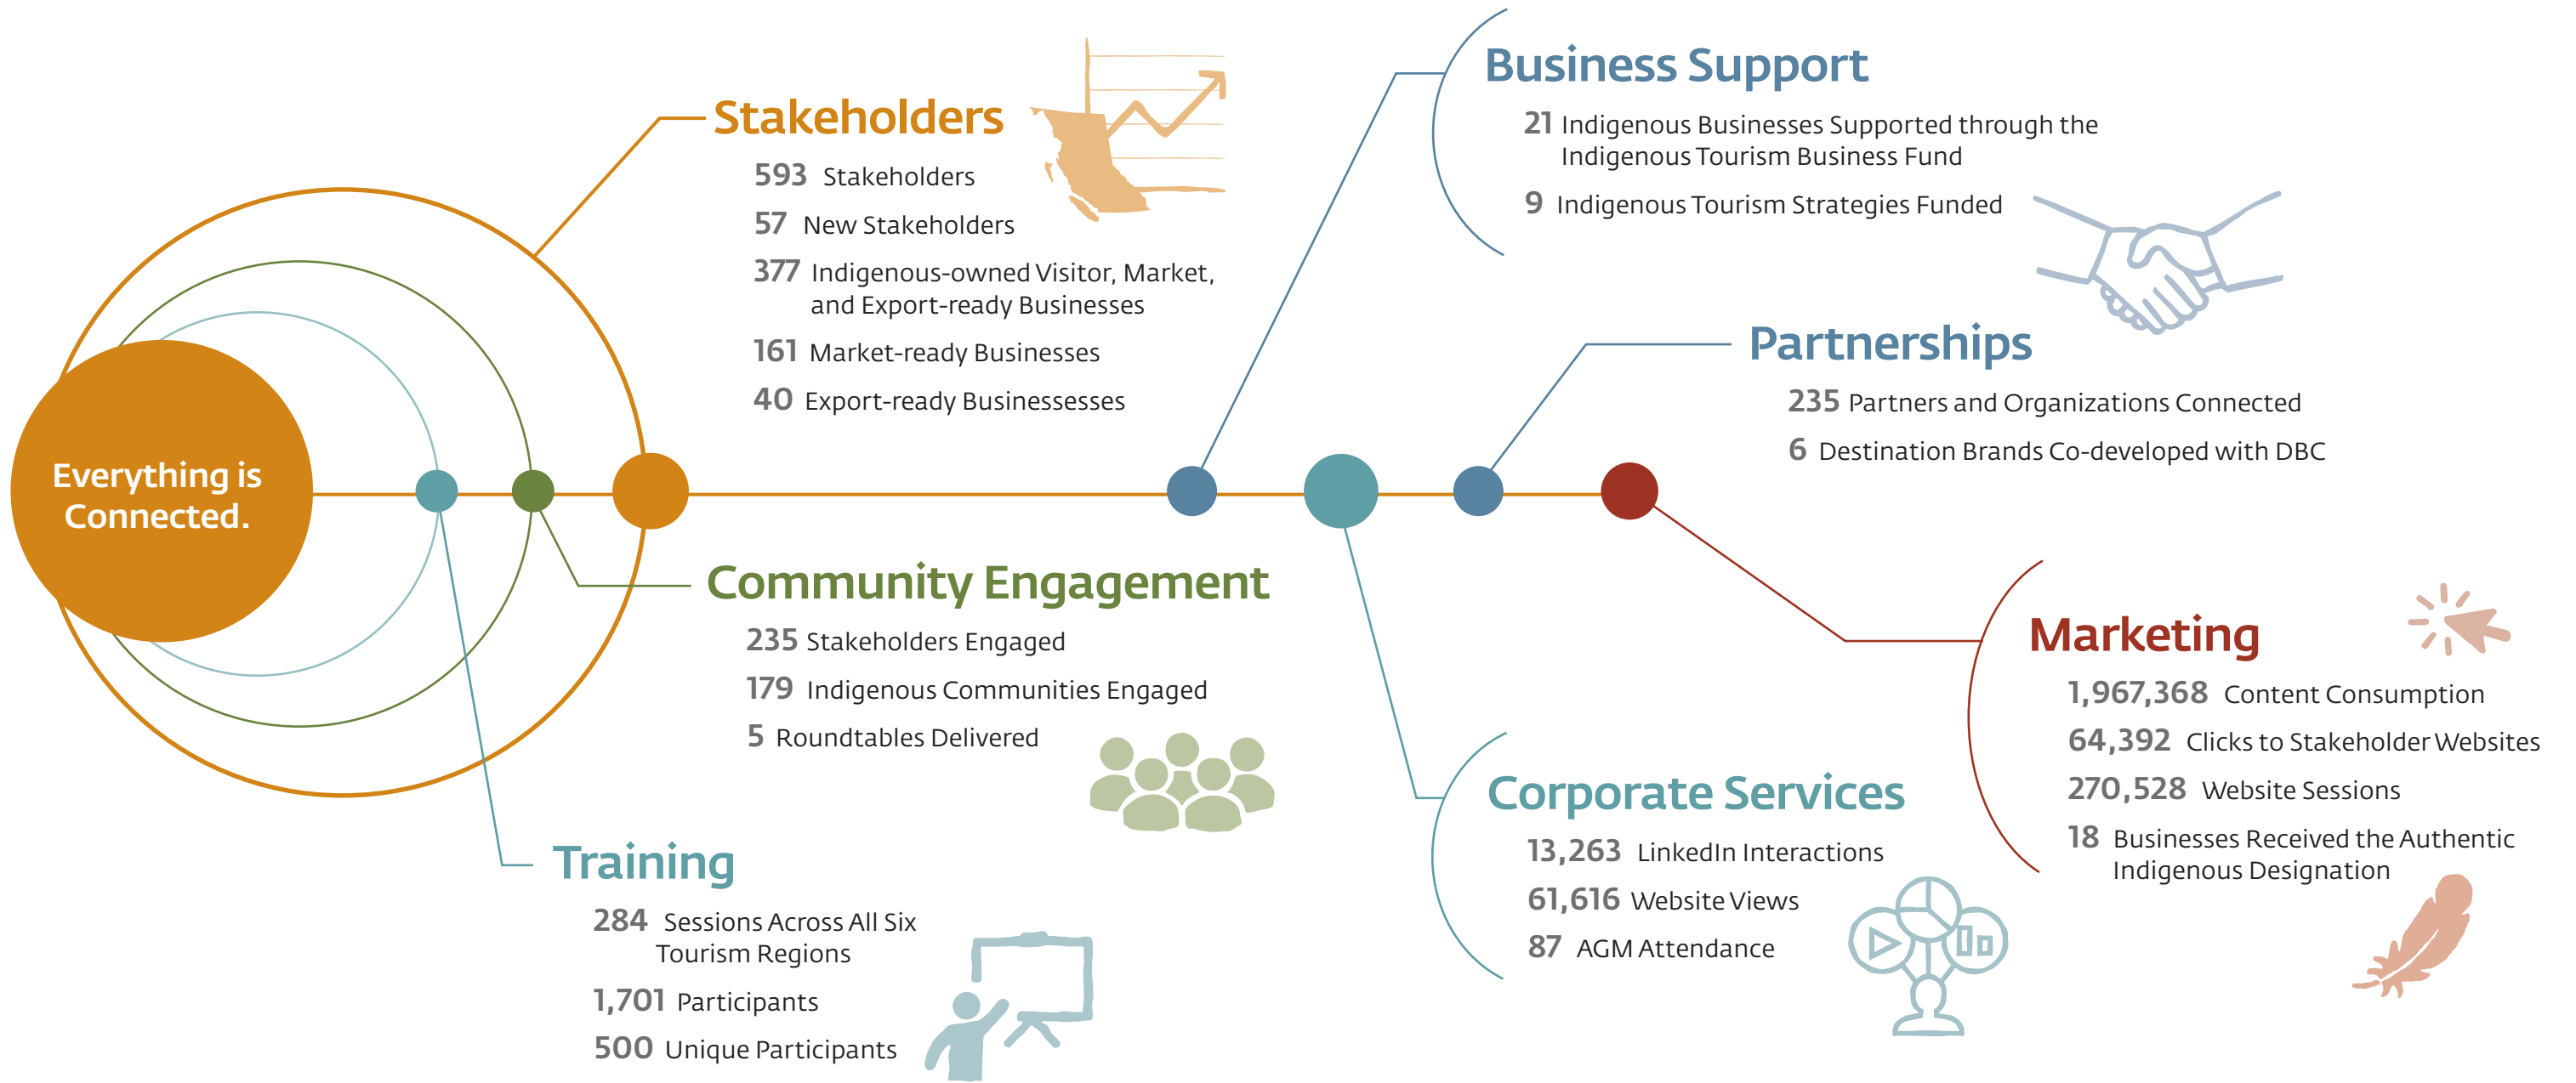 Everything is
Connected.
Stakeholders
593 Stakeholders
57 New Stakeholders
377 Indigenous-owned Visitor, Market,
and Export-ready Businesses
161 Market-ready Businesses
40 Export-ready Businessesses
Community Engagement
235 Stakeholders Engaged
179 Indigenous Communities Engaged
5 Roundtables Delivered
Training
284 Sessions Across All Six
Tourism Regions
1,701 Participants
500 Unique Participants
Business Support
21 Indigenous Businesses Supported through the
Indigenous Tourism Business Fund
9 Indigenous Tourism Strategies Funded
Partnerships
235 Partners and Organizations Connected
6 Destination Brands Co-developed with DBC
Corporate Services
13,263 LinkedIn Interactions
61,616 Website Views
87 AGM Attendance
Marketing
1,967,368 Content Consumption
64,392 Clicks to Stakeholder Websites
270,528 Website Sessions
18 Businesses Received the Authentic
Indigenous Designation